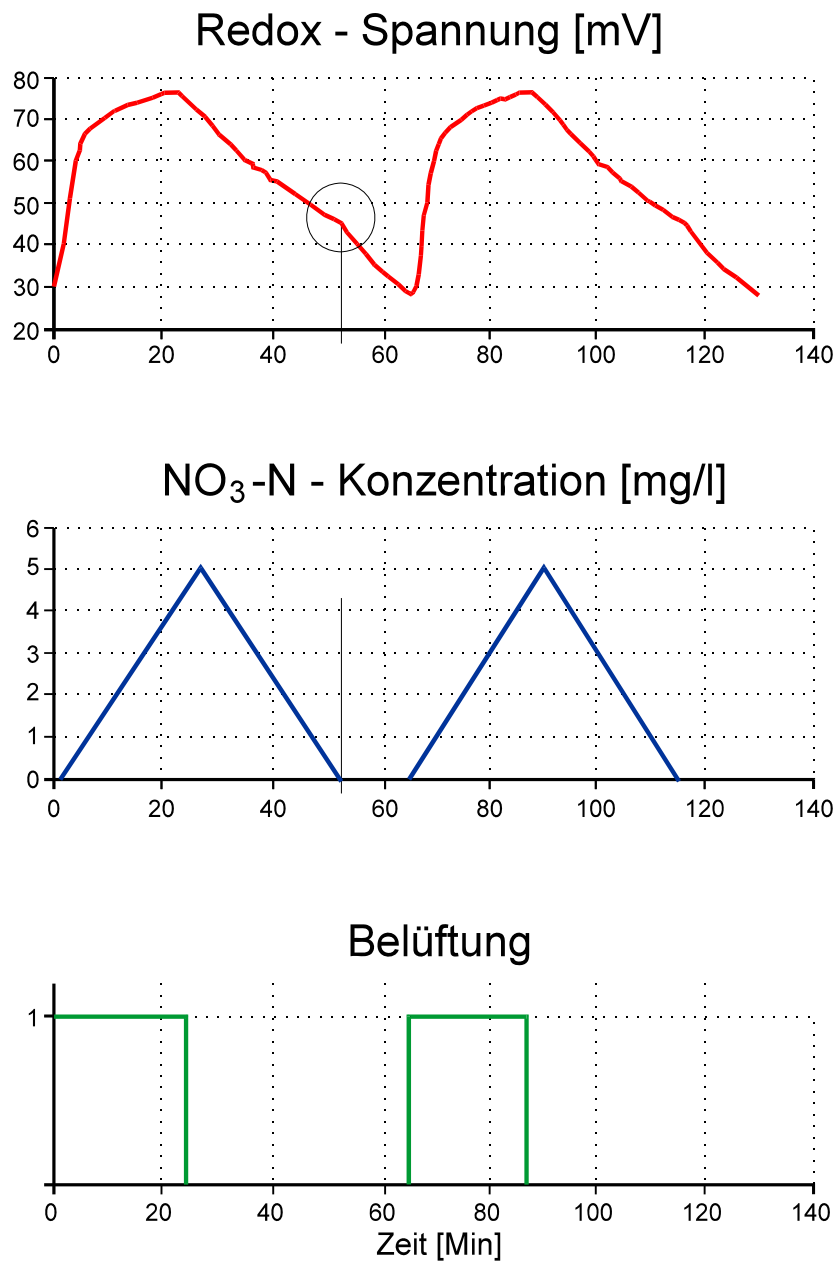 Redox - Spannung [mV]
80
70
60
50
40
30
20
0 20 40 60 80 100 120 140
NO₃-N - Konzentration [mg/l]
6
5
4
3
2
1
0
0 20 40 60 80 100 120 140
Belüftung
1
0 20 40 60 80 100 120 140
Zeit [Min]